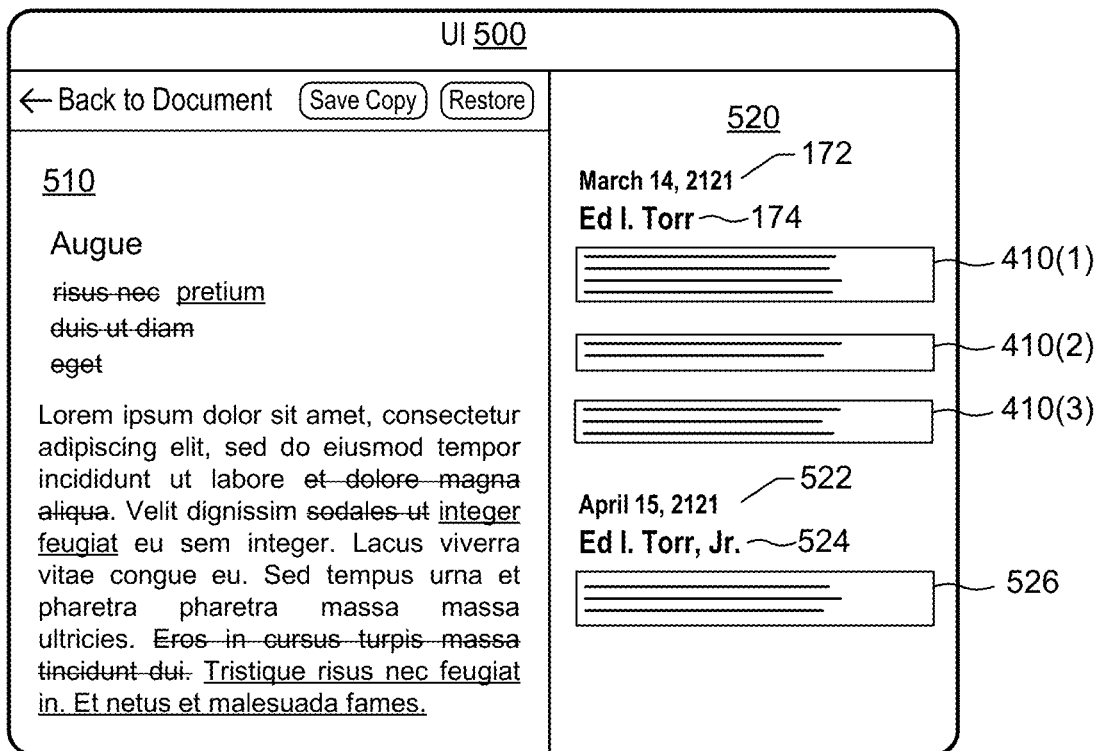 UI 500
← Back to Document Save Copy Restore
510
Augue
risus nec pretium
duis ut diam
eget
Lorem ipsum dolor sit amet, consectetur
adipiscing elit, sed do eiusmod tempor
incididunt ut labore et dolore magna
aliqua. Velit dignissim sodales ut integer
feugiat eu sem integer. Lacus viverra
vitae congue eu. Sed tempus urna et
pharetra pharetra massa massa
ultricies. Eros in cursus turpis massa
tincidunt dui. Tristique risus nec feugiat
in. Et netus et malesuada fames.
520
172
March 14, 2121
Ed I. Torr 174
410(1)
410(2)
410(3)
522
April 15, 2121
Ed I. Torr, Jr. 524
526